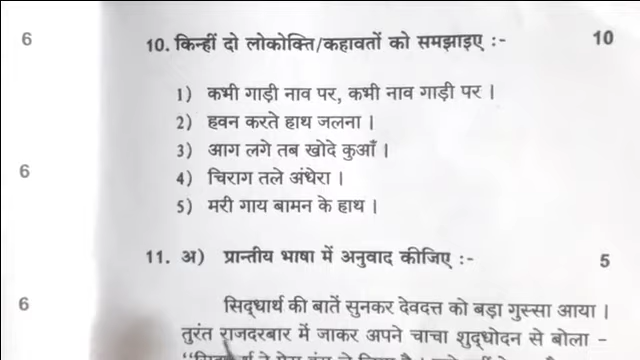 6
10. किन्हीं दो लोकोक्ति/कहावतों को समझाइए :- 10
1) कभी गाड़ी नाव पर, कभी नाव गाड़ी पर ।
2) हवन करते हाथ जलना ।
3) आग लगे तब खोदे कुआँ ।
6
4) चिराग तले अंधेरा ।
5) मरी गाय बामन के हाथ ।
11. अ) प्रान्तीय भाषा में अनुवाद कीजिए :- 5
6
सिद्धार्थ की बातें सुनकर देवदत्त को बड़ा गुस्सा आया ।
तुरंत राजदरबार में जाकर अपने चाचा शुद्धोदन से बोला -